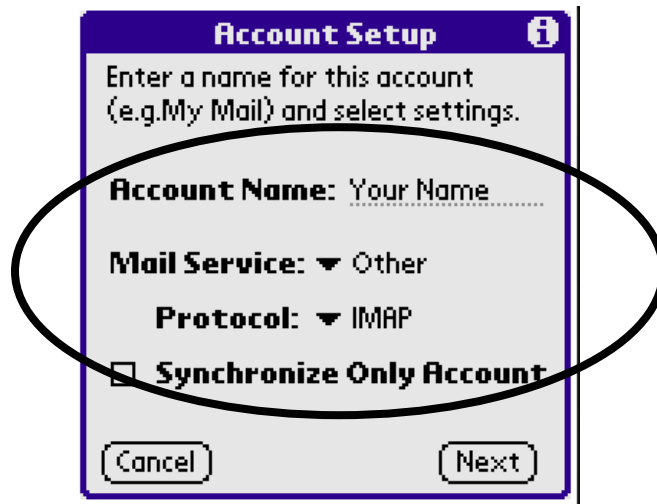 Account Setup
Enter a name for this account
(e.g.My Mail) and select settings.
Account Name: Your Name
Mail Service: Other
Protocol: IMAP
Synchronize Only Account
Cancel Next